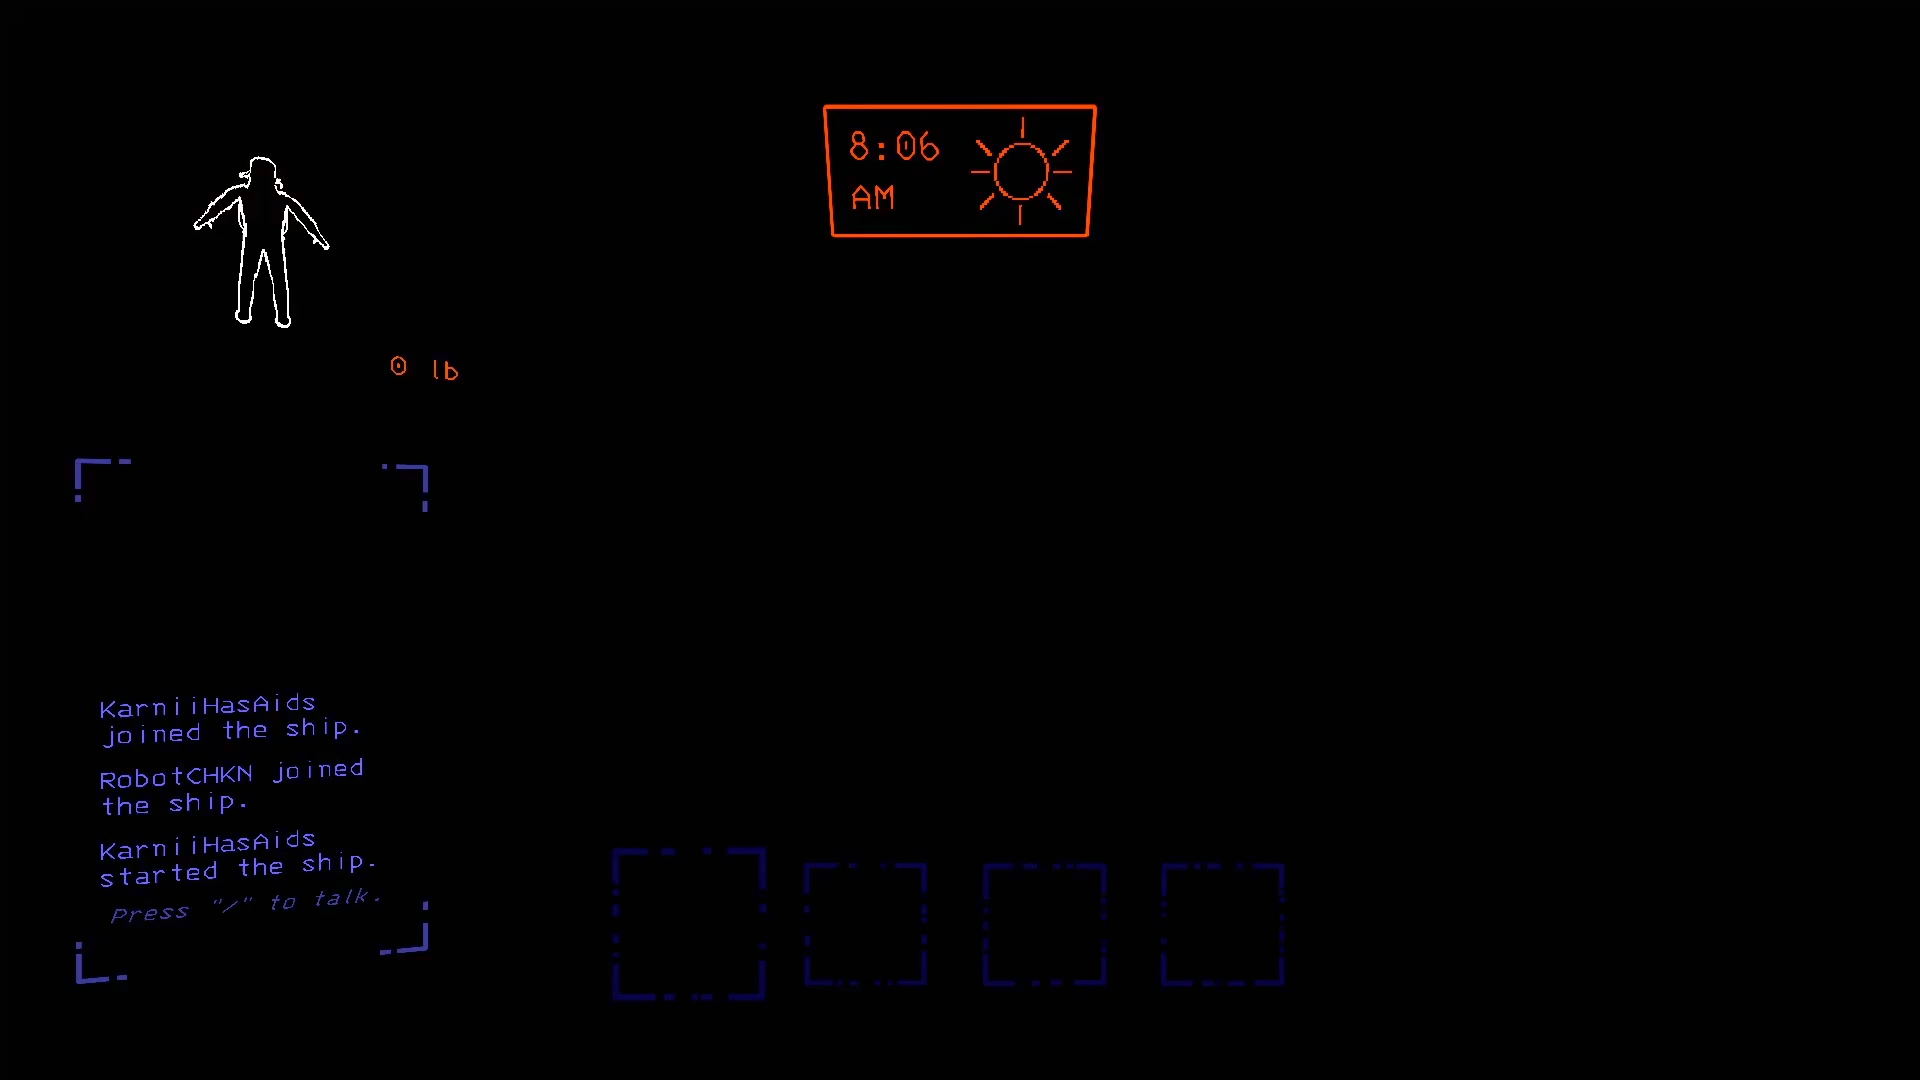 8:06
AM
0 lb
KarniiHasAids
joined the ship.
RobotCHKN joined
the ship.
KarniiHasAids
started the ship.
Press "/" to talk.